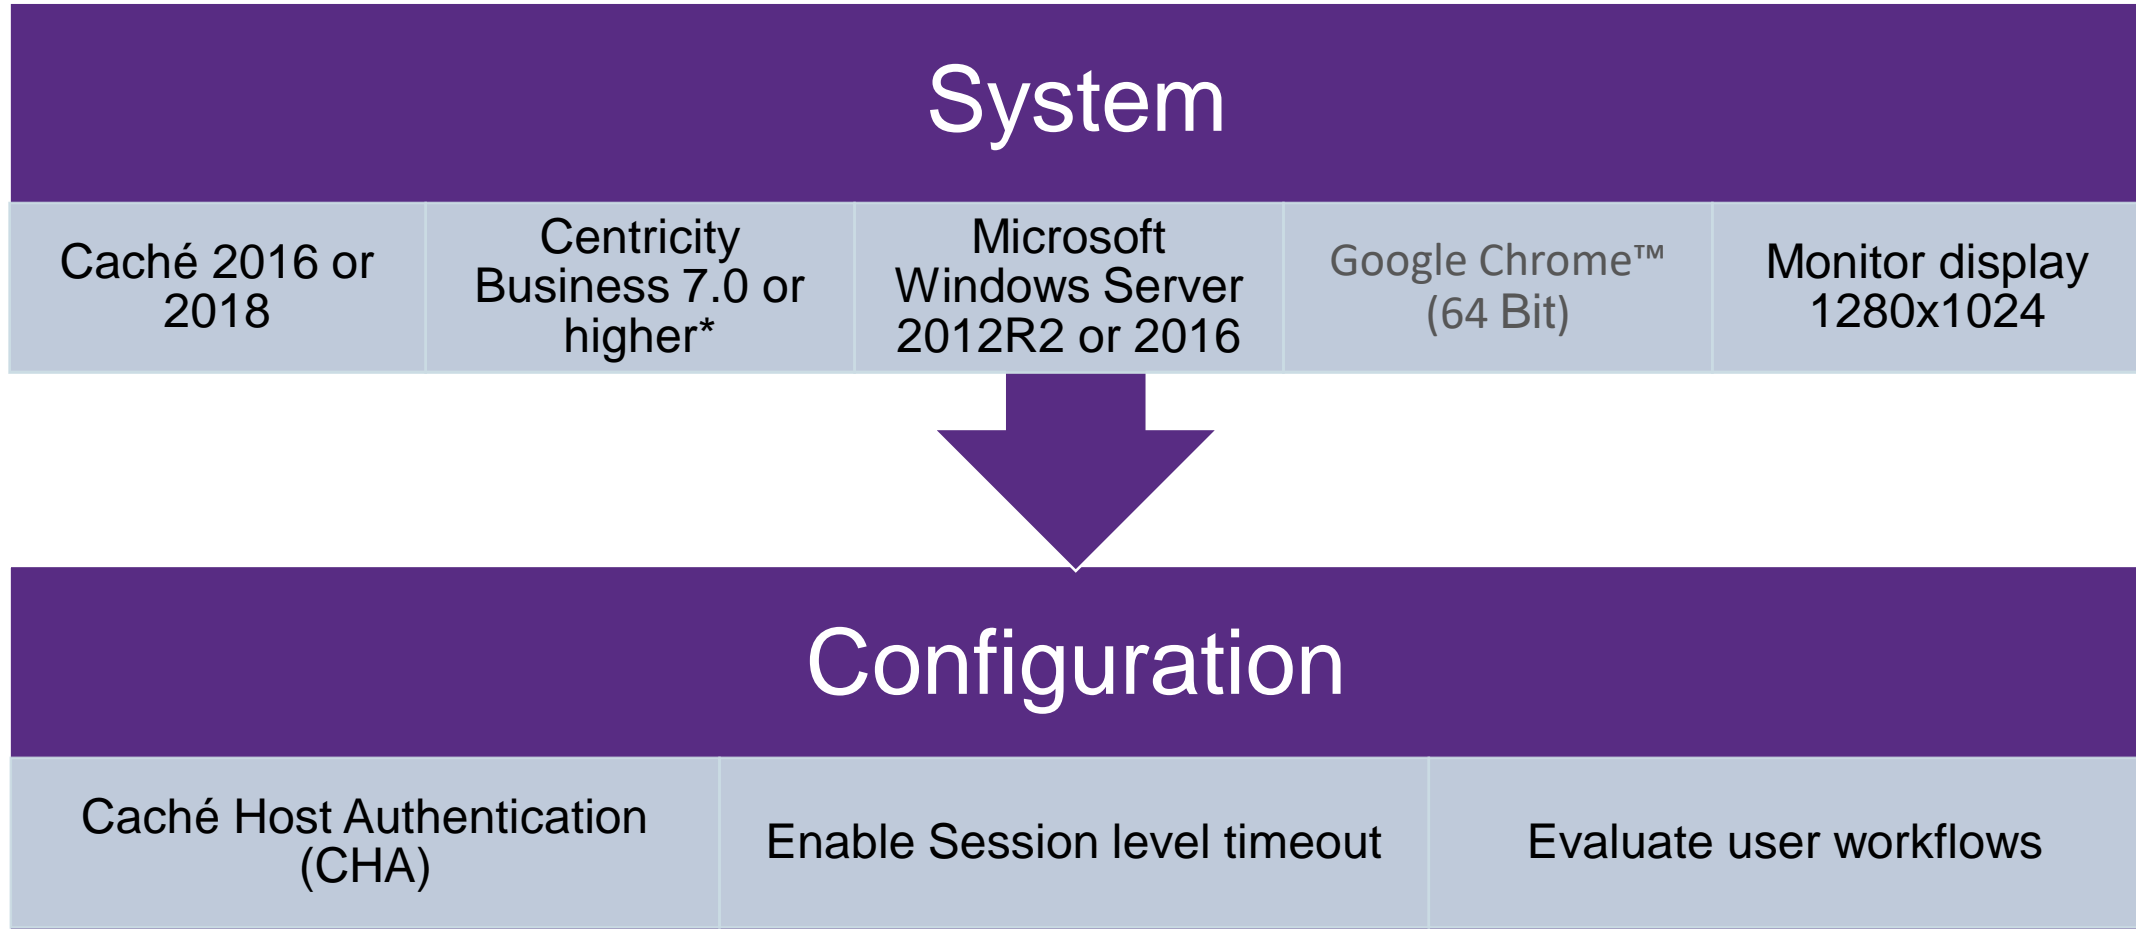 System
Caché 2016 or
2018
Centricity
Business 7.0 or
higher*
Microsoft
Windows Server
2012R2 or 2016
Google Chrome™
(64 Bit)
Monitor display
1280x1024
Configuration
Caché Host Authentication
(CHA)
Enable Session level timeout
Evaluate user workflows